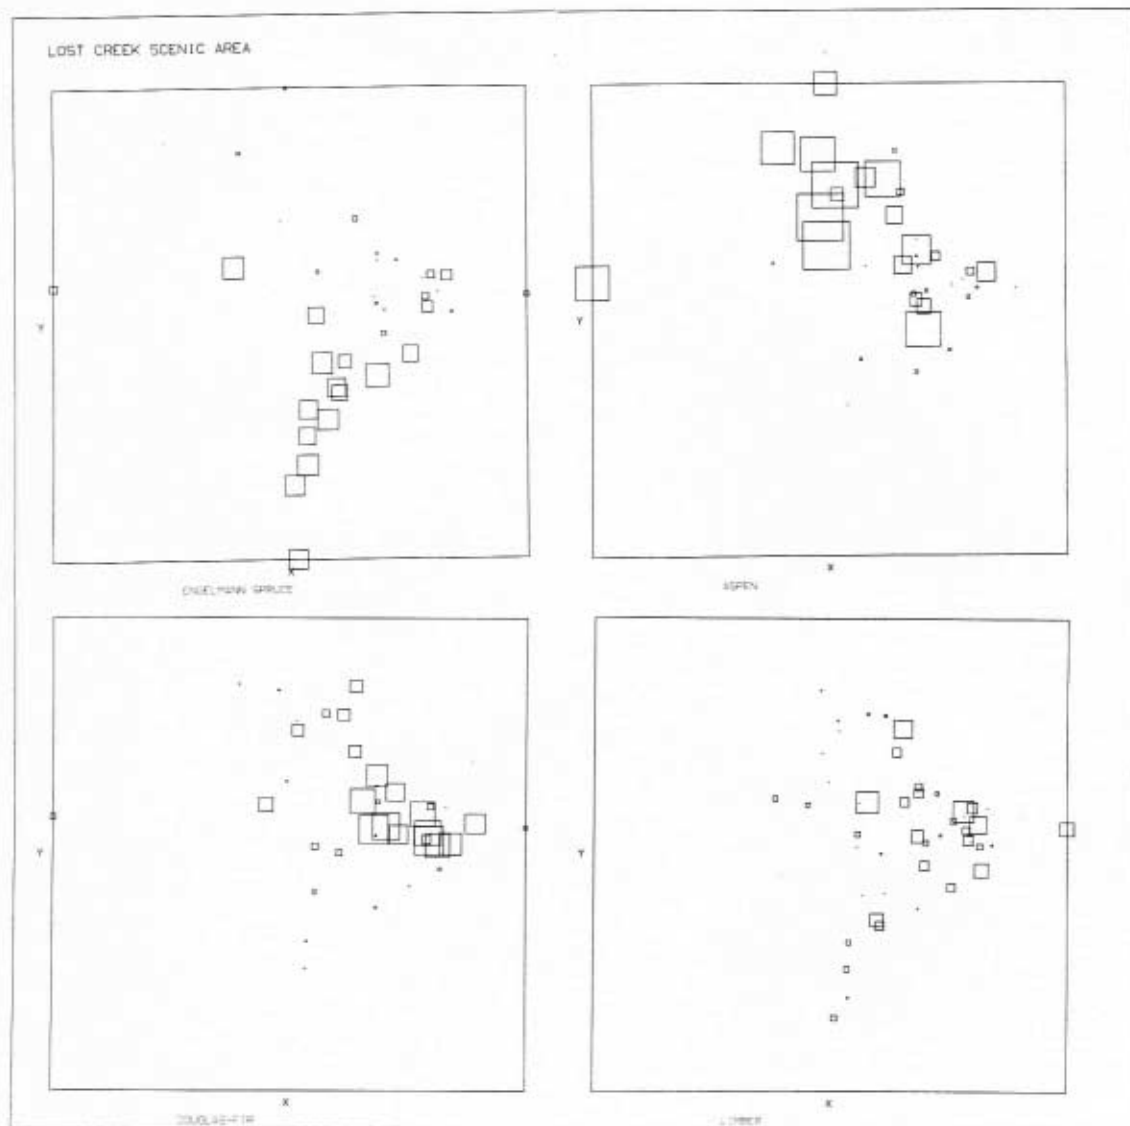 LOST CREEK SCENIC AREA
Y
X
ENGELMANN SPRUCE
Y
X
ASPEN
Y
X
DOUGLAS-FIR
Y
X
LIMBER